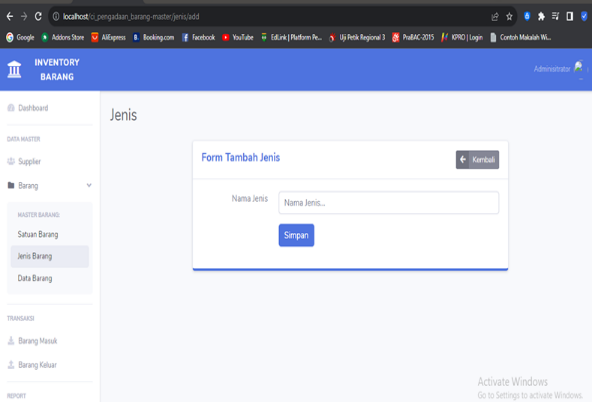 localhost/ci_pengadaan_barang-master/jenis/add
Google Addons Store AliExpress Booking.com Facebook YouTube EdLink | Platform Pe... Uji Petik Regional 3 PraBAC-2015 KPRO | Login Contoh Makalah Wi...
INVENTORY
BARANG
Administrator
Dashboard
Jenis
DATA MASTER
Form Tambah Jenis
Kembali
Supplier
Barang
Nama Jenis
Nama Jenis...
MASTER BARANG:
Satuan Barang
Simpan
Jenis Barang
Data Barang
TRANSAKSI
Barang Masuk
Barang Keluar
REPORT
Activate Windows
Go to Settings to activate Windows.